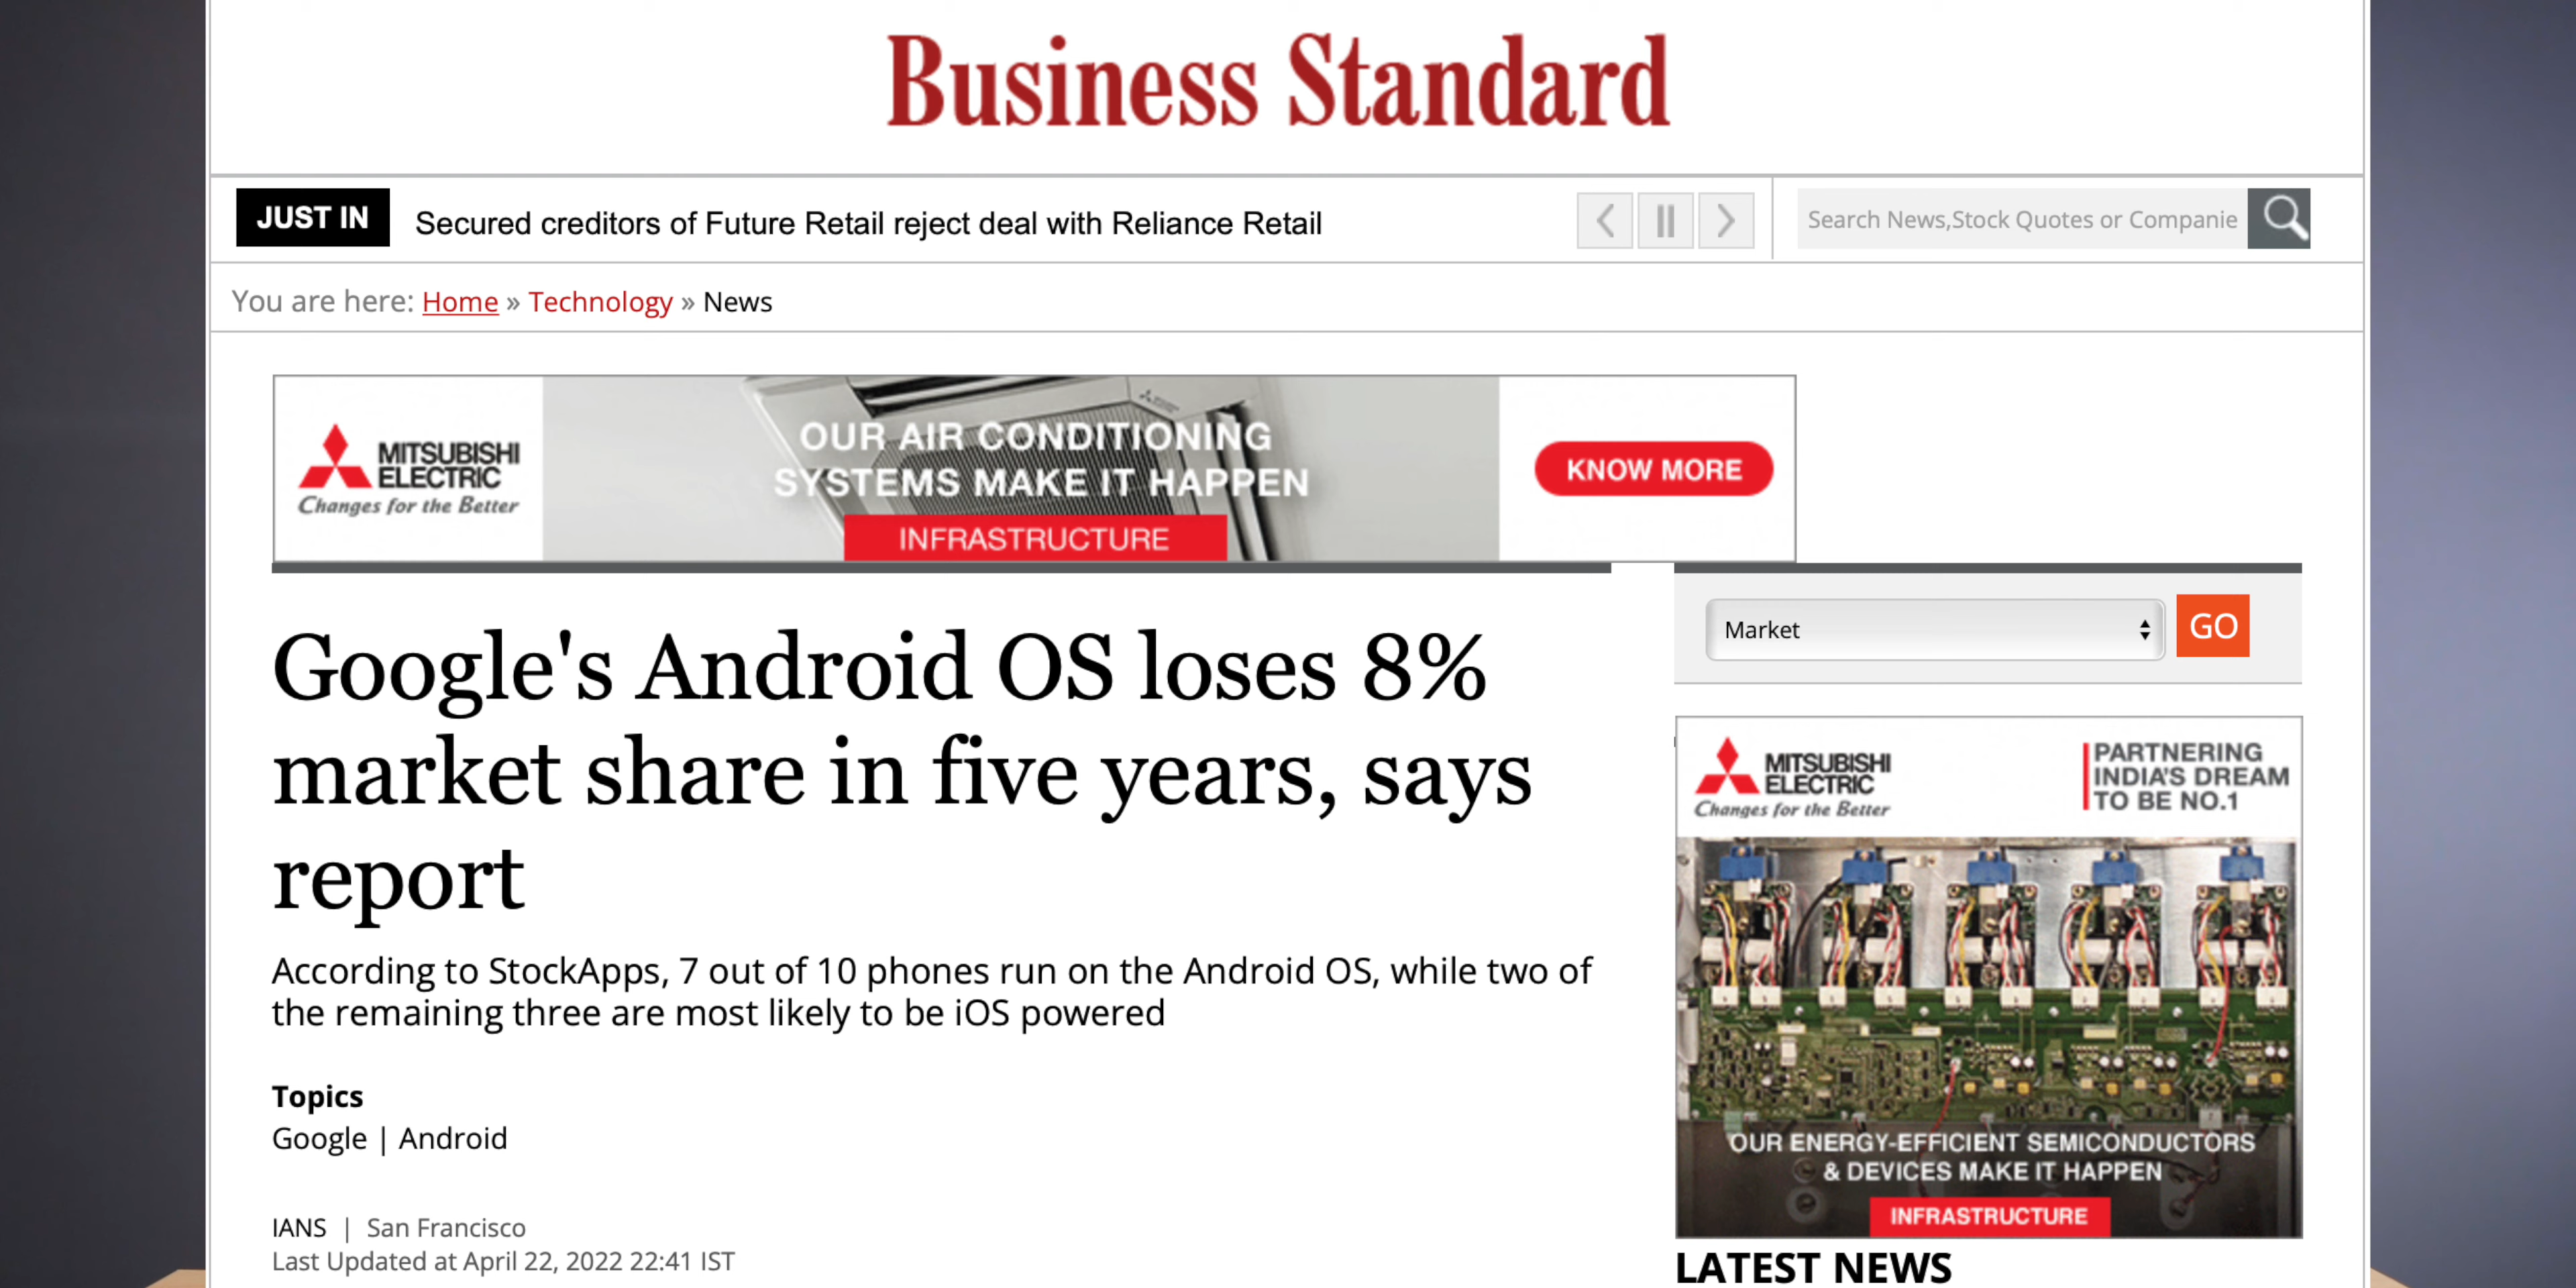 Business Standard
JUST IN
Secured creditors of Future Retail reject deal with Reliance Retail
Search News,Stock Quotes or Companie
You are here: Home » Technology » News
MITSUBISHI
ELECTRIC
Changes for the Better
OUR AIR CONDITIONING
SYSTEMS MAKE IT HAPPEN
INFRASTRUCTURE
KNOW MORE
Google's Android OS loses 8%
market share in five years, says
report
According to StockApps, 7 out of 10 phones run on the Android OS, while two of
the remaining three are most likely to be iOS powered
Topics
Google | Android
IANS | San Francisco
Last Updated at April 22, 2022 22:41 IST
Market
GO
MITSUBISHI
ELECTRIC
Changes for the Better
PARTNERING
INDIA'S DREAM
TO BE NO.1
OUR ENERGY-EFFICIENT SEMICONDUCTORS
& DEVICES MAKE IT HAPPEN
INFRASTRUCTURE
LATEST NEWS